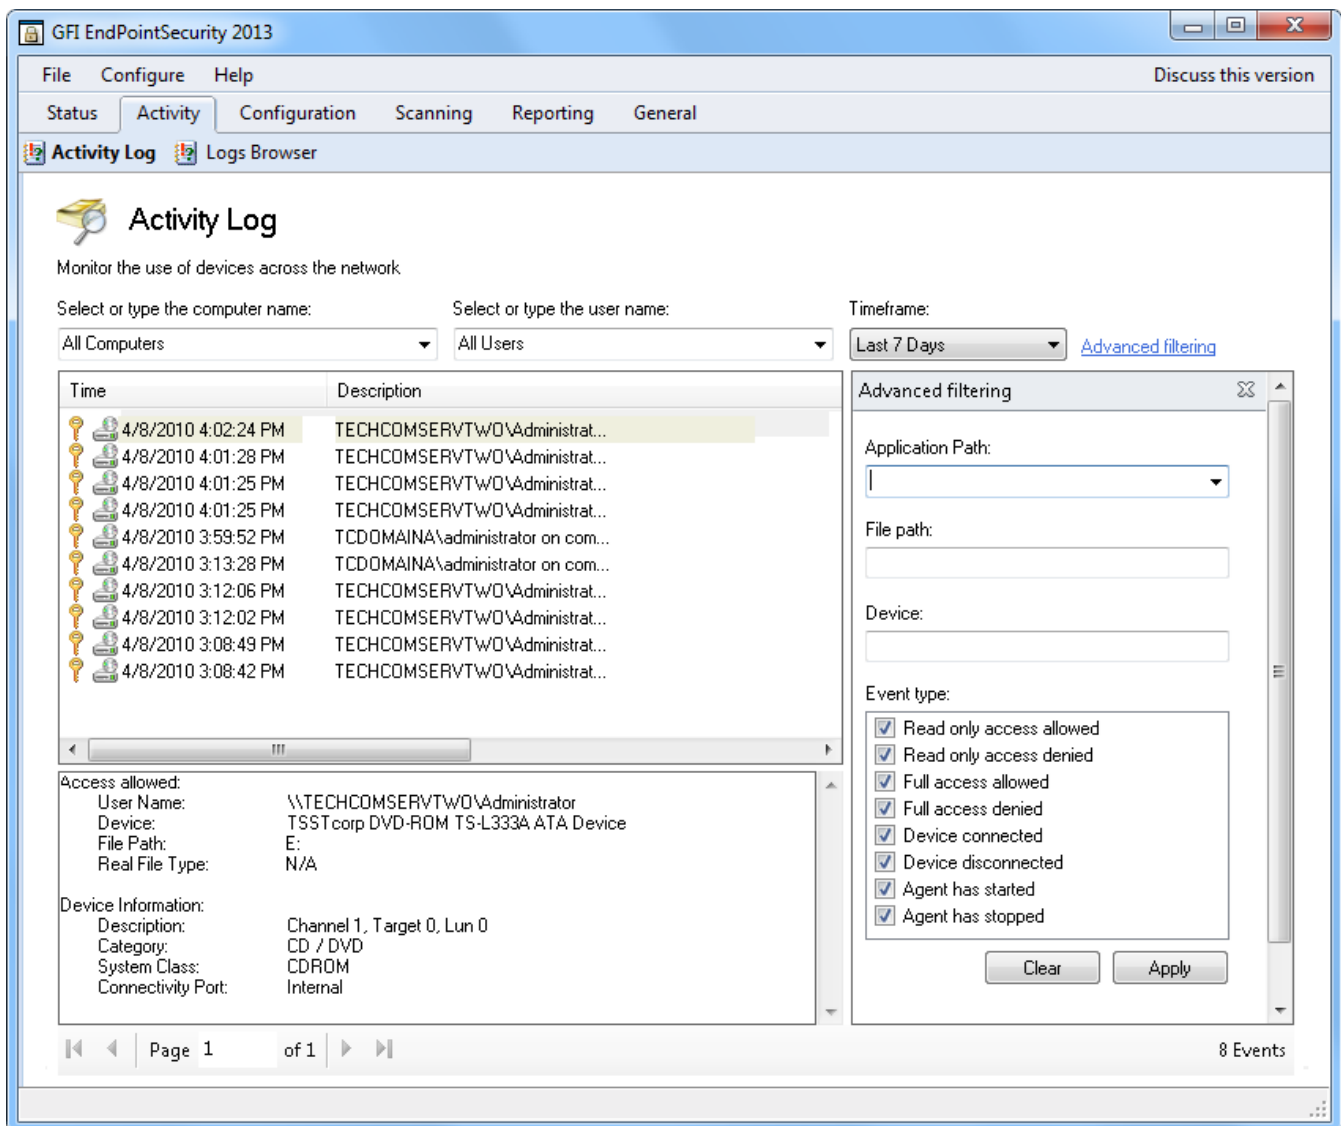 GFI EndPointSecurity 2013
File Configure Help Discuss this version
Status Activity Configuration Scanning Reporting General
Activity Log Logs Browser
Activity Log
Monitor the use of devices across the network
Select or type the computer name: Select or type the user name: Timeframe:
All Computers All Users Last 7 Days Advanced filtering
Time Description
4/8/2010 4:02:24 PM TECHCOMSERVTWO\Administrat...
4/8/2010 4:01:28 PM TECHCOMSERVTWO\Administrat...
4/8/2010 4:01:25 PM TECHCOMSERVTWO\Administrat...
4/8/2010 4:01:25 PM TECHCOMSERVTWO\Administrat...
4/8/2010 3:59:52 PM TCDOMAINA\administrator on com...
4/8/2010 3:13:28 PM TCDOMAINA\administrator on com...
4/8/2010 3:12:06 PM TECHCOMSERVTWO\Administrat...
4/8/2010 3:12:02 PM TECHCOMSERVTWO\Administrat...
4/8/2010 3:08:49 PM TECHCOMSERVTWO\Administrat...
4/8/2010 3:08:42 PM TECHCOMSERVTWO\Administrat...
Access allowed:
User Name: \\TECHCOMSERVTWO\Administrator
Device: TSSTcorp DVD-ROM TS-L333A ATA Device
File Path: E:
Real File Type: N/A
Device Information:
Description: Channel 1, Target 0, Lun 0
Category: CD / DVD
System Class: CDROM
Connectivity Port: Internal
Advanced filtering
Application Path:
File path:
Device:
Event type:
Read only access allowed
Read only access denied
Full access allowed
Full access denied
Device connected
Device disconnected
Agent has started
Agent has stopped
Clear Apply
Page 1 of 1 8 Events